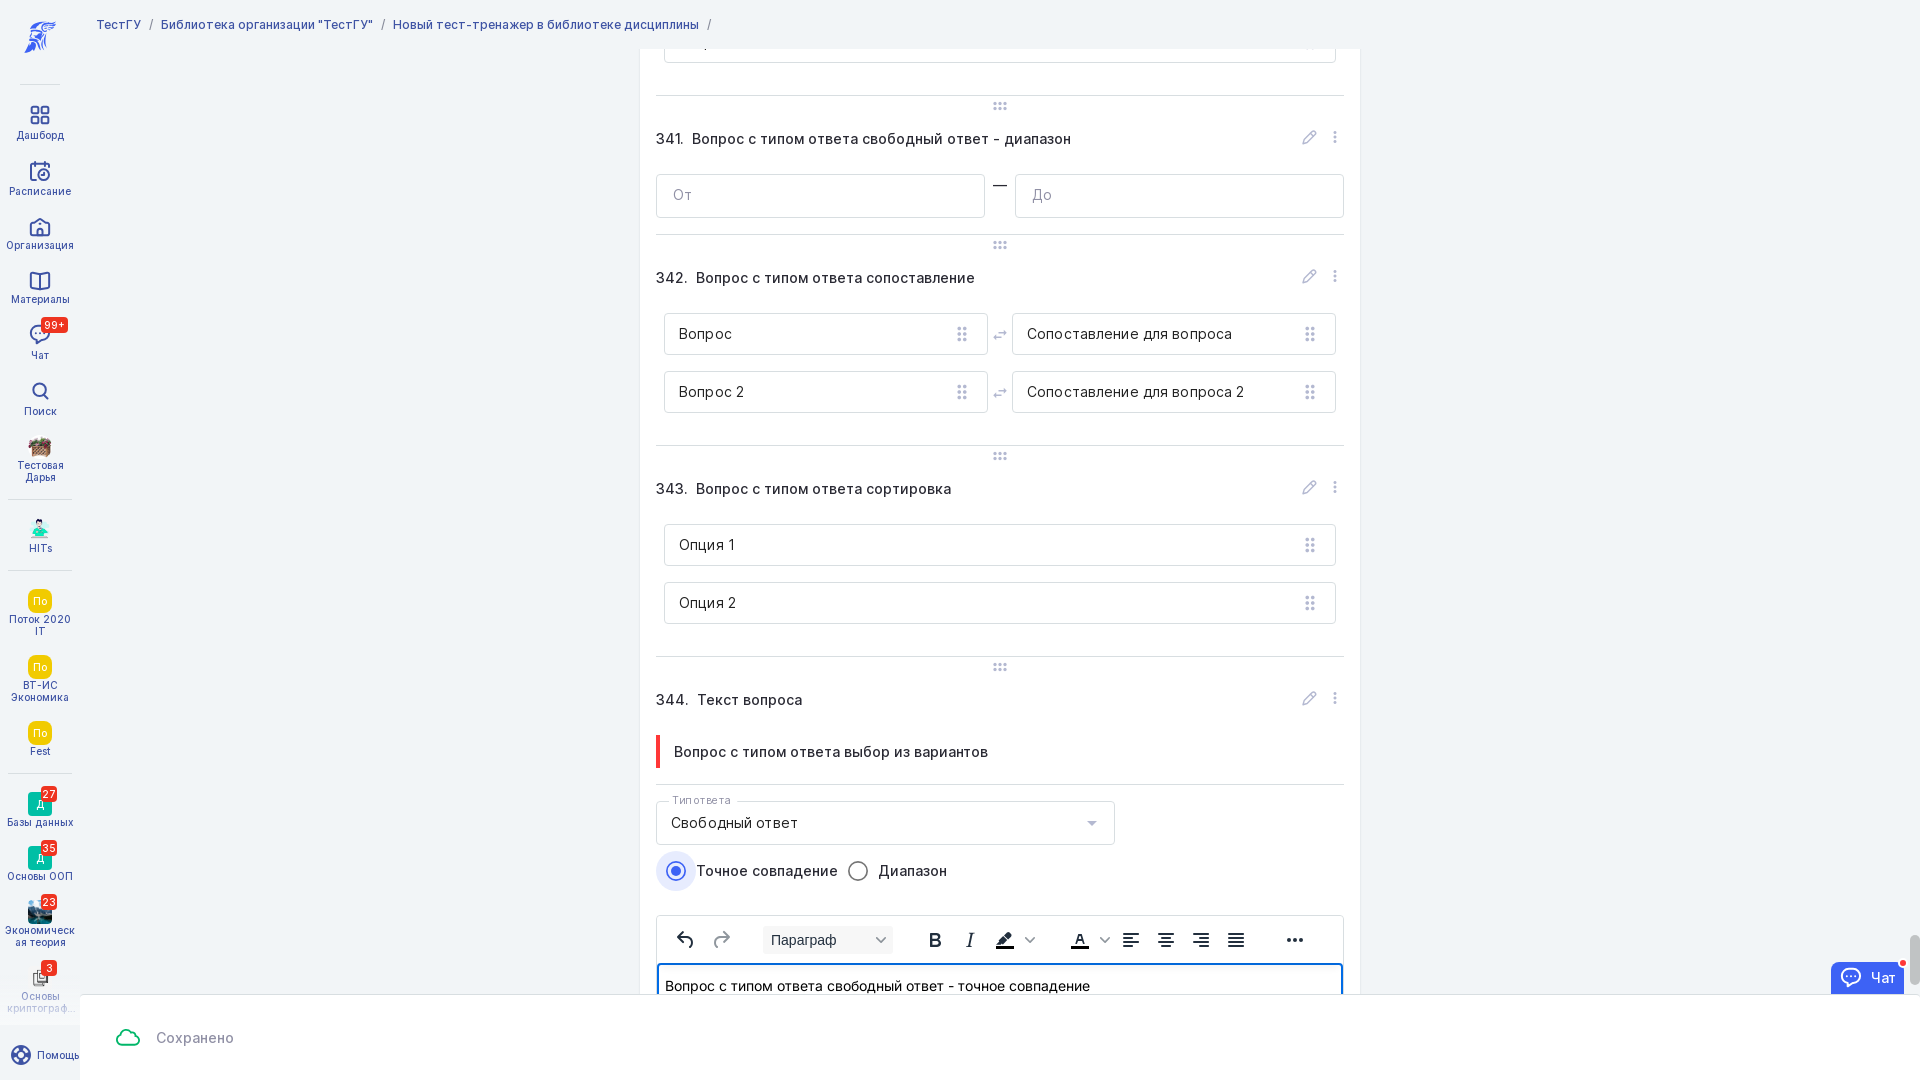 ТестГУ / Библиотека организации "ТестГУ" / Новый тест-тренажер в библиотеке дисциплины /
Дашборд
Расписание
Организация
Материалы
99+
Чат
Поиск
Тестовая
Дарья
HITs
По
Поток 2020
IT
По
ВТ-ИС
Экономика
По
Fest
27
Д
Базы данных
35
Д
Основы ООП
23
Экономическ
ая теория
3
Основы
криптограф...
Помощь
341. Вопрос с типом ответа свободный ответ - диапазон
От — До
342. Вопрос с типом ответа сопоставление
Вопрос Сопоставление для вопроса
Вопрос 2 Сопоставление для вопроса 2
343. Вопрос с типом ответа сортировка
Опция 1
Опция 2
344. Текст вопроса
Вопрос с типом ответа выбор из вариантов
Тип ответа
Свободный ответ
Точное совпадение Диапазон
Параграф B I A
Вопрос с типом ответа свободный ответ - точное совпадение
Чат
Сохранено